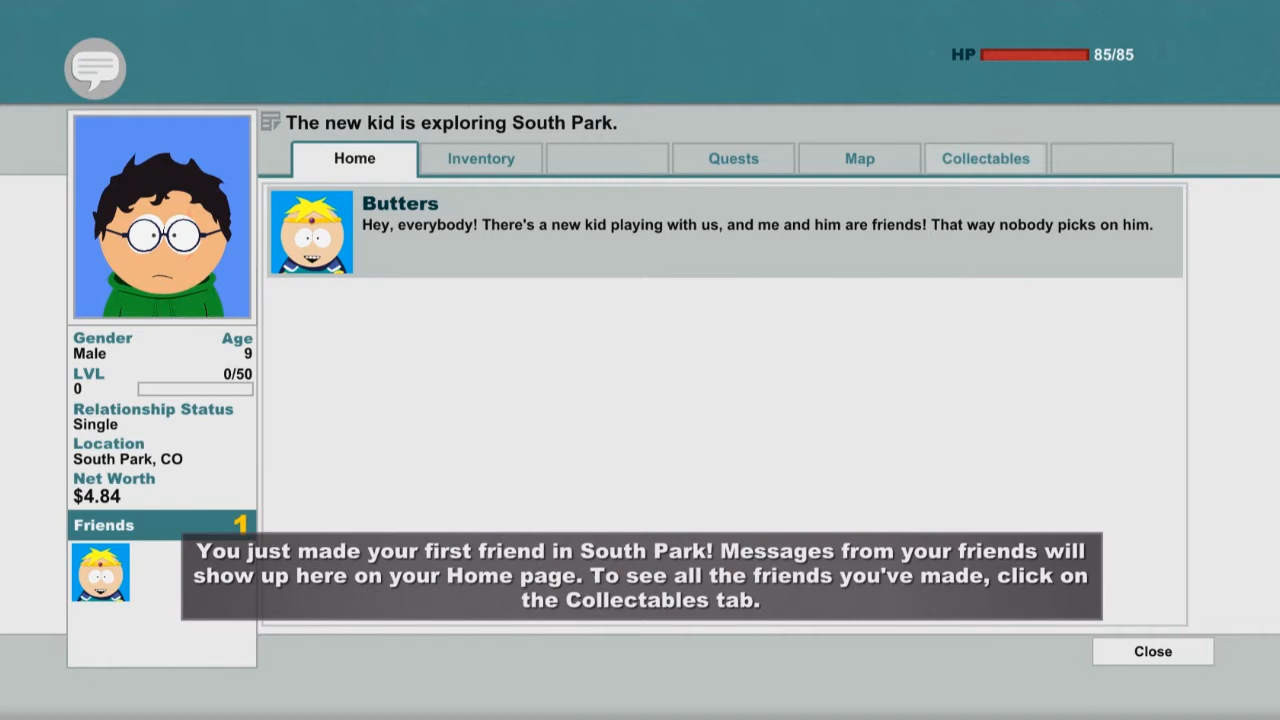 HP 85/85
The new kid is exploring South Park.
Home Inventory Quests Map Collectables
Butters
Hey, everybody! There's a new kid playing with us, and me and him are friends! That way nobody picks on him.
Gender Age
Male 9
LVL 0/50
0
Relationship Status
Single
Location
South Park, CO
Net Worth
$4.84
Friends 1
You just made your first friend in South Park! Messages from your friends will
show up here on your Home page. To see all the friends you've made, click on
the Collectables tab.
Close